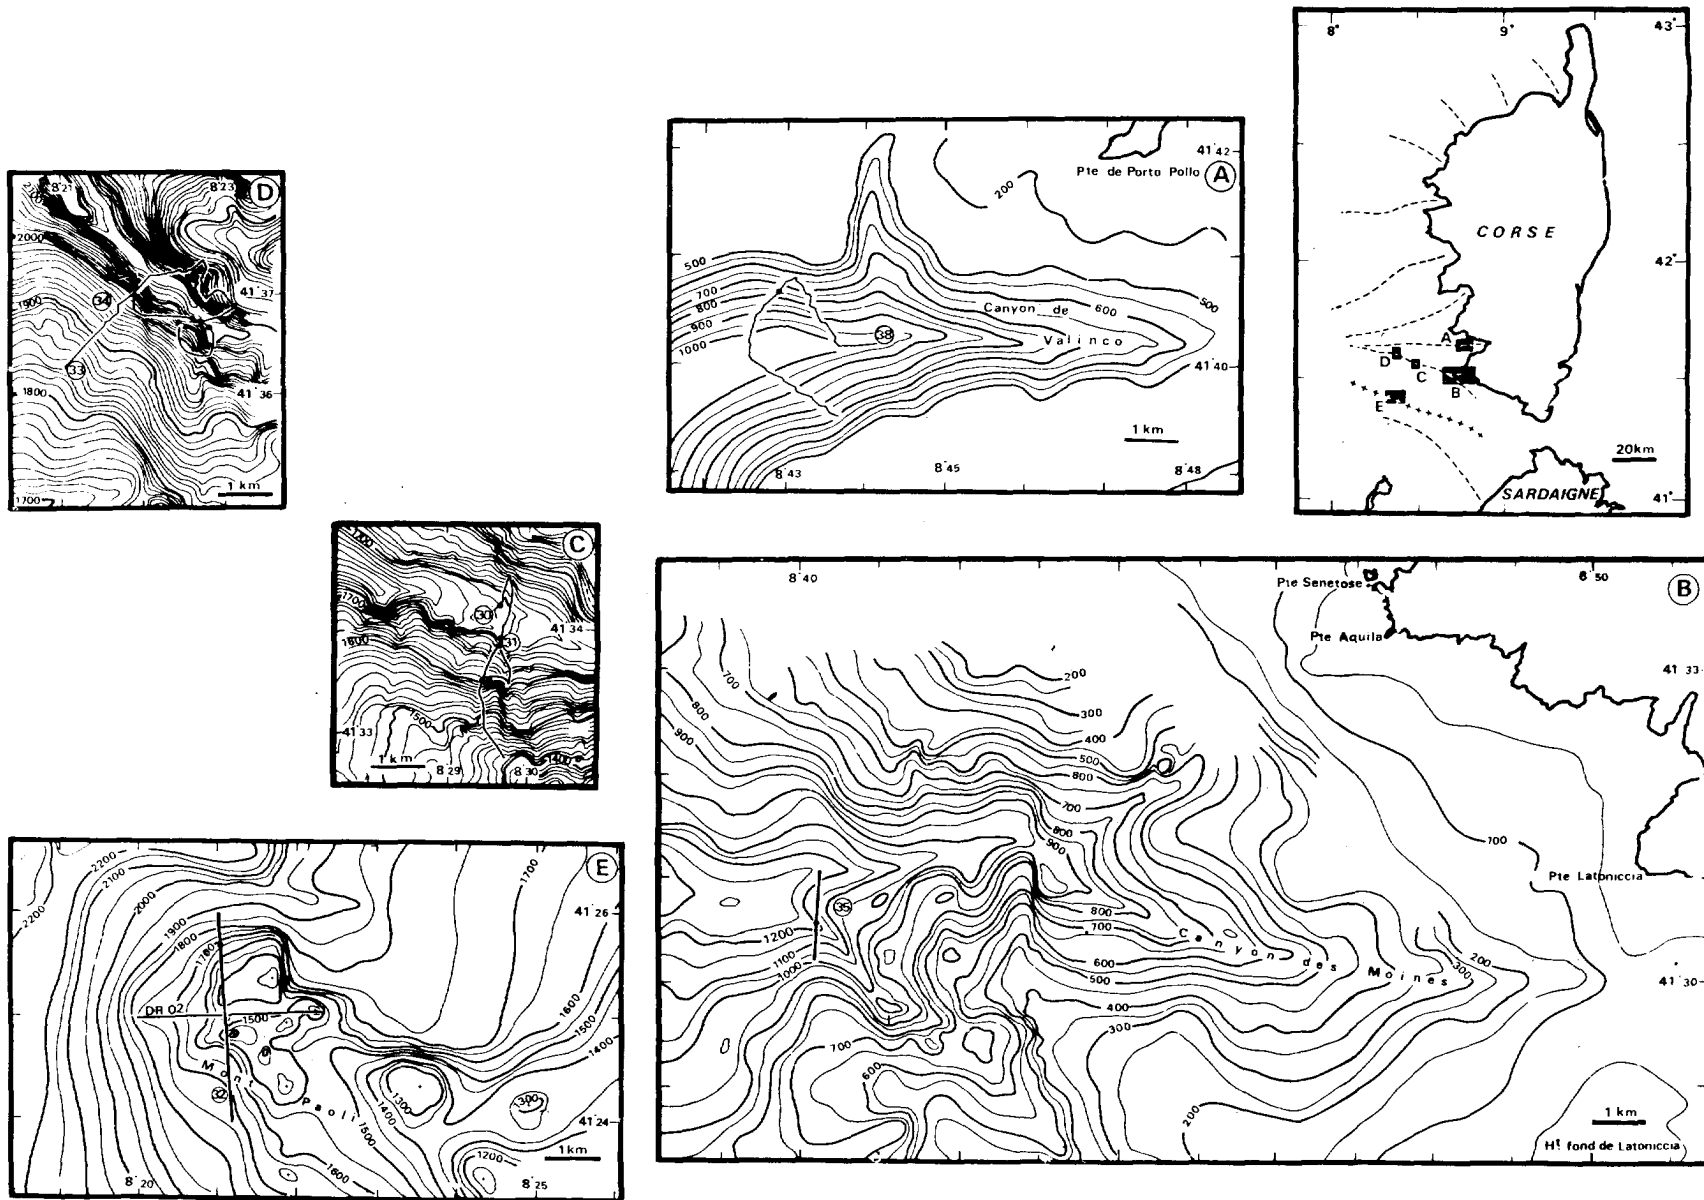 8° 9° 43°
CORSE
42°
A
D
C
B
E
20km
SARDAIGNE
41°
A
41 42
Pte de Porto Pollo
200
500
700
800
900
1000
Canyon de 600
500
Valinco
38
41 40
1 km
8 43 8 45 8 48
D
8 21 8 23
2000
41 37
34
1900
33
41 36
1800
1700
1 km
C
1700
1700
30
41 34
31
1600
1500
41 33
1 km
1400
8 29 8 30
B
8 40 8 50
Pte Senetose
Pte Aquila
41 33
200
700
300
800
400
900
500
800
700
800
900
100
Pte Latoniccia
35
800
1200
700
Canyon des Moines
1100
600
200
1000
500
300
41 30
400
300
700
600
200
1 km
Ht fond de Latoniccia
E
2200
2100
1700
2200
2000
41 26
1900
1800
1700
DR 02
1500
1600
1500
1400
Mont Paoli
32
1300
1300
1400
1500
41 24
1200
1 km
1600
8 20 8 25